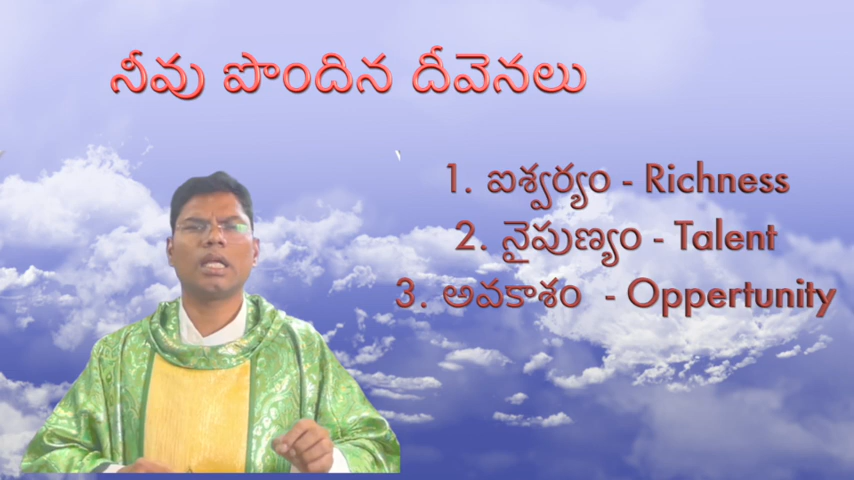 నీవు పొందిన దీవెనలు
1. ఐశ్వర్యం - Richness
2. నైపుణ్యం - Talent
3. అవకాశం - Oppertunity